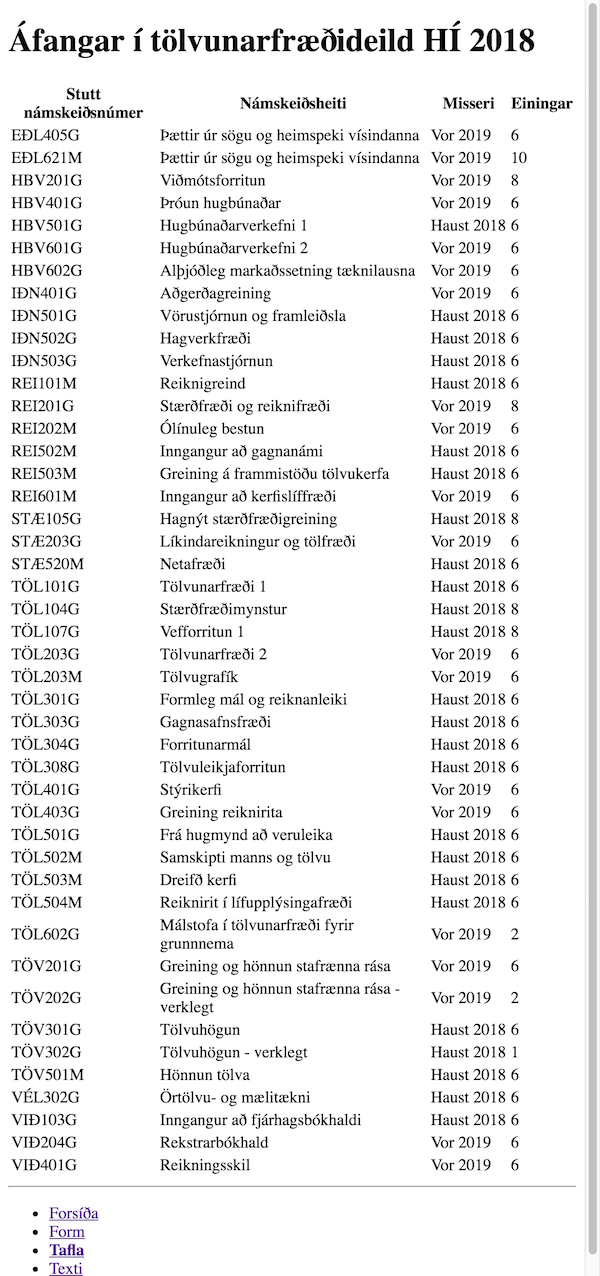 Áfangar í tölvunarfræðideild HÍ 2018
Stutt námskeiðsnúmer Námskeiðsheiti Misseri Einingar
EÐL405G Þættir úr sögu og heimspeki vísindanna Vor 2019 6
EÐL621M Þættir úr sögu og heimspeki vísindanna Vor 2019 10
HBV201G Viðmótsforritun Vor 2019 8
HBV401G Þróun hugbúnaðar Vor 2019 6
HBV501G Hugbúnaðarverkefni 1 Haust 2018 6
HBV601G Hugbúnaðarverkefni 2 Vor 2019 6
HBV602G Alþjóðleg markaðssetning tæknilausna Vor 2019 6
IÐN401G Aðgerðagreining Vor 2019 6
IÐN501G Vörustjórnun og framleiðsla Haust 2018 6
IÐN502G Hagverkfræði Haust 2018 6
IÐN503G Verkefnastjórnun Haust 2018 6
REI101M Reiknigreind Haust 2018 6
REI201G Stærðfræði og reiknifræði Vor 2019 8
REI202M Ólínuleg bestun Vor 2019 6
REI502M Inngangur að gagnanámi Haust 2018 6
REI503M Greining á frammistöðu tölvukerfa Haust 2018 6
REI601M Inngangur að kerfislíffræði Vor 2019 6
STÆ105G Hagnýt stærðfræðigreining Haust 2018 8
STÆ203G Líkindareikningur og tölfræði Vor 2019 6
STÆ520M Netafræði Haust 2018 6
TÖL101G Tölvunarfræði 1 Haust 2018 6
TÖL104G Stærðfræðimynstur Haust 2018 8
TÖL107G Vefforritun 1 Haust 2018 8
TÖL203G Tölvunarfræði 2 Vor 2019 6
TÖL203M Tölvugrafík Vor 2019 6
TÖL301G Formleg mál og reiknanleiki Haust 2018 6
TÖL303G Gagnasafnsfræði Haust 2018 6
TÖL304G Forritunarmál Haust 2018 6
TÖL308G Tölvuleikjaforritun Haust 2018 6
TÖL401G Stýrikerfi Vor 2019 6
TÖL403G Greining reiknirita Vor 2019 6
TÖL501G Frá hugmynd að veruleika Haust 2018 6
TÖL502M Samskipti manns og tölvu Haust 2018 6
TÖL503M Dreifð kerfi Haust 2018 6
TÖL504M Reiknirit í lífupplýsingafræði Haust 2018 6
TÖL602G Málstofa í tölvunarfræði fyrir grunnnema Vor 2019 2
TÖV201G Greining og hönnun stafrænna rása Vor 2019 6
TÖV202G Greining og hönnun stafrænna rása - verklegt Vor 2019 2
TÖV301G Tölvuhögun Haust 2018 6
TÖV302G Tölvuhögun - verklegt Haust 2018 1
TÖV501M Hönnun tölva Haust 2018 6
VÉL302G Örtölvu- og mælitækni Haust 2018 6
VIÐ103G Inngangur að fjárhagsbókhaldi Haust 2018 6
VIÐ204G Rekstrarbókhald Vor 2019 6
VIÐ401G Reikningsskil Vor 2019 6
Forsíða
Form
Tafla
Texti